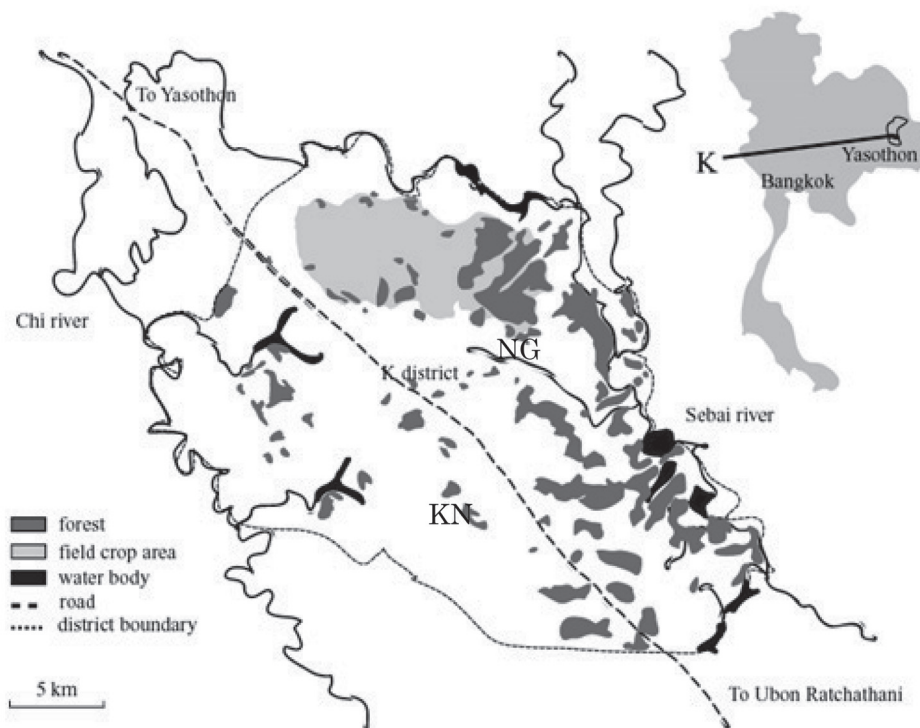 To Yasothon
K
Yasothon
Bangkok
Chi river
NG
K district
Sebai river
KN
forest
field crop area
water body
road
district boundary
5 km
To Ubon Ratchathani